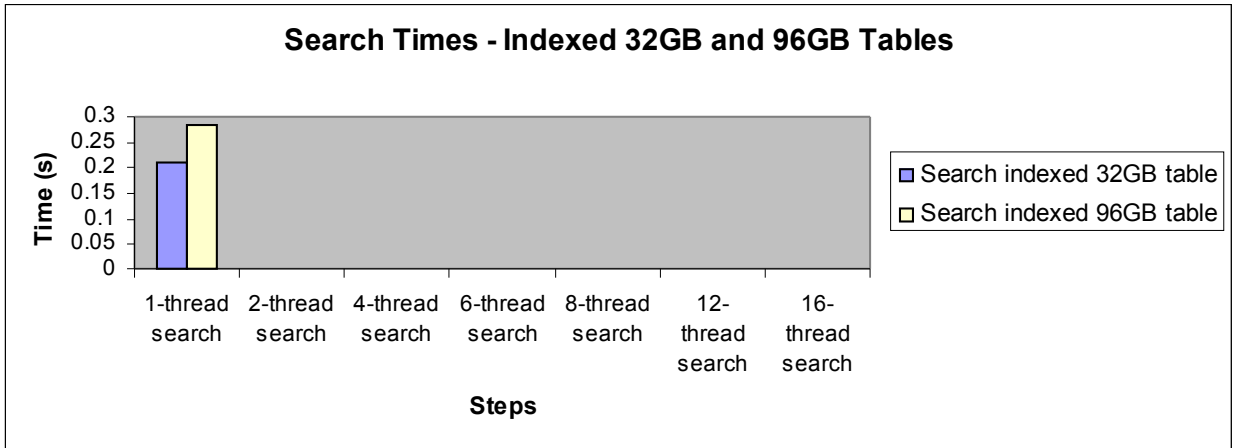 Search Times - Indexed 32GB and 96GB Tables
0.3
0.25
0.2
0.15
0.1
0.05
0
Time (s)
1-thread search
2-thread search
4-thread search
6-thread search
8-thread search
12-thread search
16-thread search
Steps
Search indexed 32GB table
Search indexed 96GB table